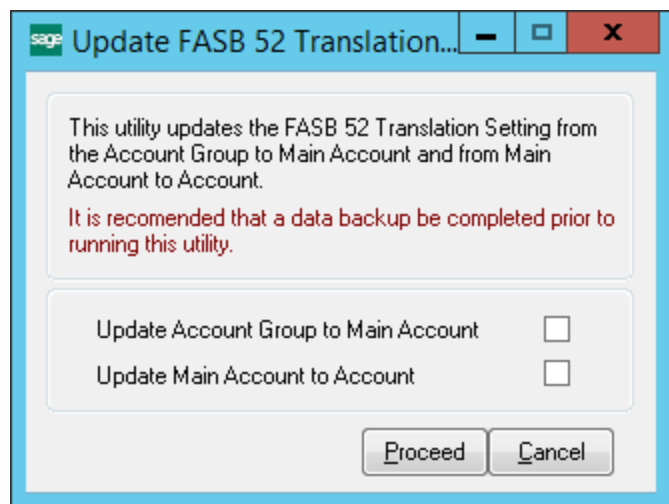 sage Update FASB 52 Translation...
This utility updates the FASB 52 Translation Setting from
the Account Group to Main Account and from Main
Account to Account.
It is recomended that a data backup be completed prior to
running this utility.
Update Account Group to Main Account
Update Main Account to Account
Proceed Cancel